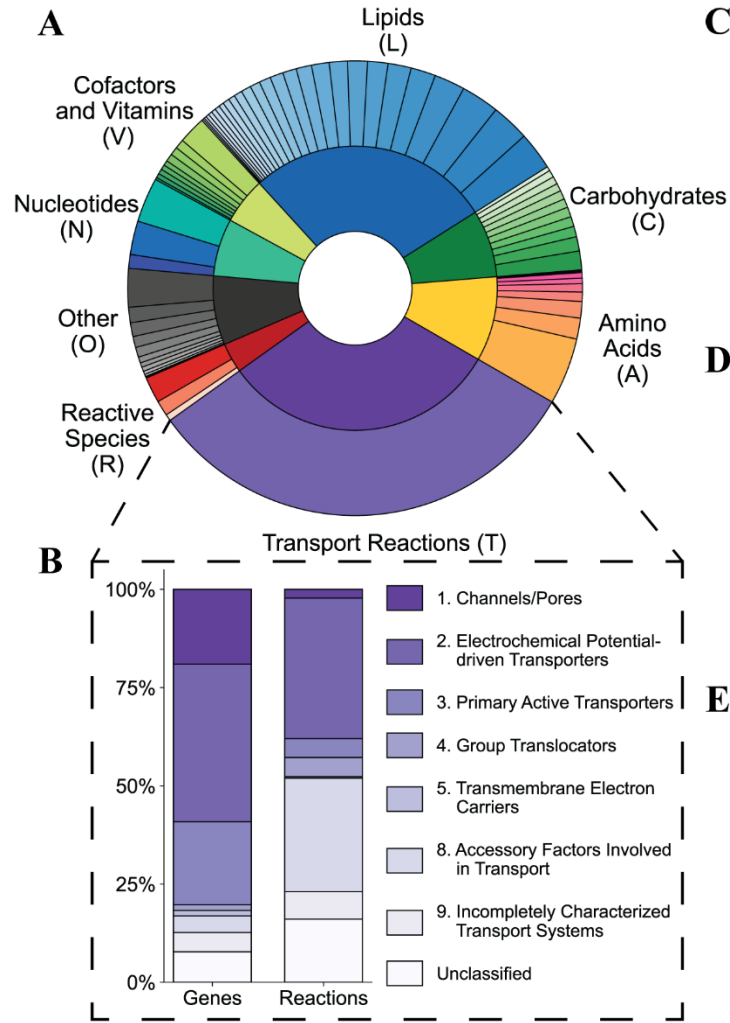 A
C
Lipids
(L)
Cofactors
and Vitamins
(V)
Nucleotides
(N)
Carbohydrates
(C)
Other
(O)
Amino
Acids
(A)
D
Reactive
Species
(R)
Transport Reactions (T)
B
100%
75%
50%
25%
0%
Genes
Reactions
1. Channels/Pores
2. Electrochemical Potential-
driven Transporters
3. Primary Active Transporters
4. Group Translocators
5. Transmembrane Electron
Carriers
8. Accessory Factors Involved
in Transport
9. Incompletely Characterized
Transport Systems
Unclassified
E